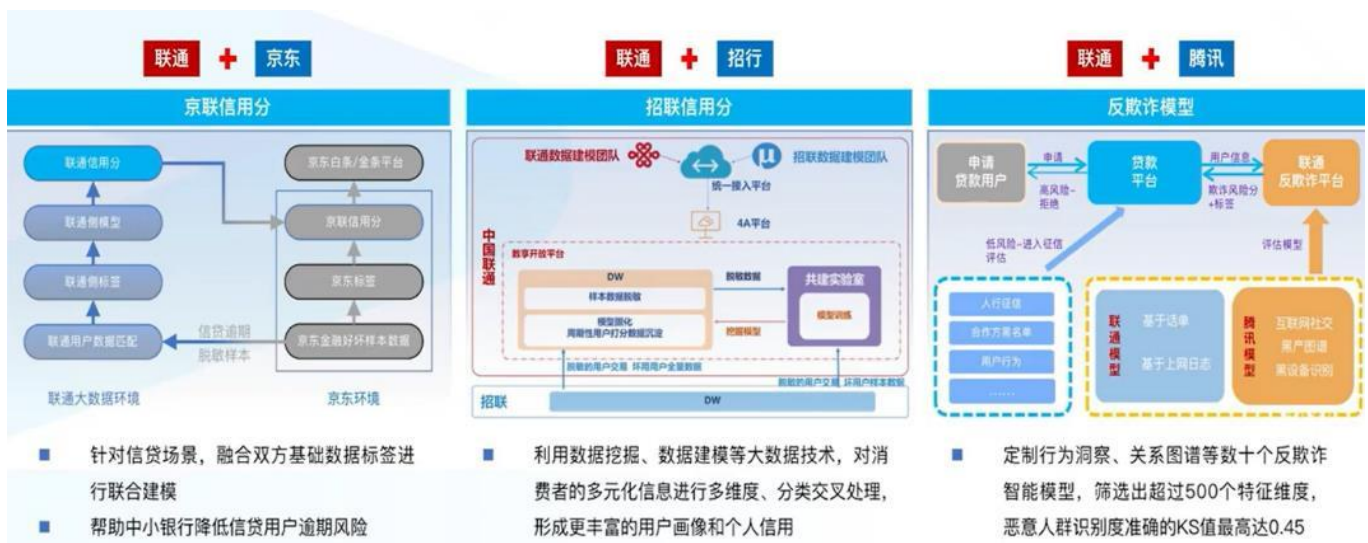 联通 + 京东
京联信用分
联通信用分
联通侧模型
联通侧标签
联通用户数据匹配
联通大数据环境
京东白条/金条平台
京联信用分
京东标签
京东金融好坏样本数据
京东环境
信贷逾期
脱敏样本
针对信贷场景，融合双方基础数据标签进
行联合建模
帮助中小银行降低信贷用户逾期风险
联通 + 招行
招联信用分
联通数据建模团队
招联数据建模团队
统一接入平台
4A平台
中国联通
数享开放平台
DW
样本数据脱敏
模型固化
周期性用户打分数据沉淀
脱敏数据
挖掘模型
共建实验室
模型训练
脱敏的用户交易 坏用户全量数据
脱敏的用户交易 坏用户样本数据
招联
DW
利用数据挖掘、数据建模等大数据技术，对消
费者的多元化信息进行多维度、分类交叉处理，
形成更丰富的用户画像和个人信用
联通 + 腾讯
反欺诈模型
申请
贷款用户
申请
高风险-
拒绝
贷款
平台
用户信息
欺诈风险分
+标签
联通
反欺诈平台
低风险-进入征信
评估
评估模型
人行征信
合作方黑名单
用户行为
……
联通模型
基于话单
基于上网日志
腾讯模型
互联网社交
黑产图谱
黑设备识别
定制行为洞察、关系图谱等数十个反欺诈
智能模型，筛选出超过500个特征维度，
恶意人群识别度准确的KS值最高达0.45